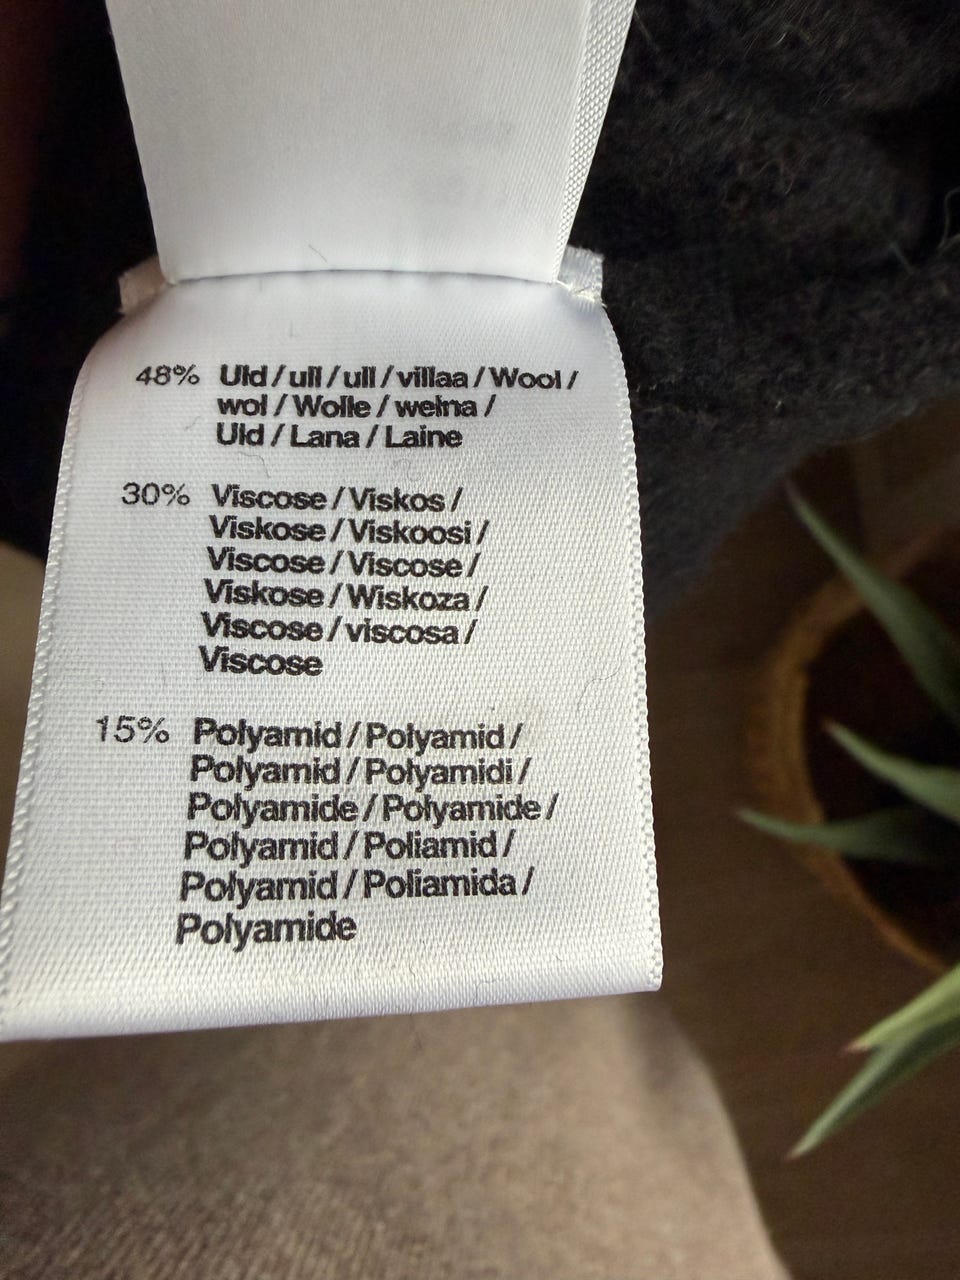 48% Uld / ull / ull / villaa / Wool /
wol / Wolle / wełna /
Uld / Lana / Laine
30% Viscose / Viskos /
Viskose / Viskoosi /
Viscose / Viscose /
Viskose / Wiskoza /
Viscose / viscosa /
Viscose
15% Polyamid / Polyamid /
Polyamid / Polyamidi /
Polyamide / Polyamide /
Polyamid / Poliamid /
Polyamid / Poliamida /
Polyamide